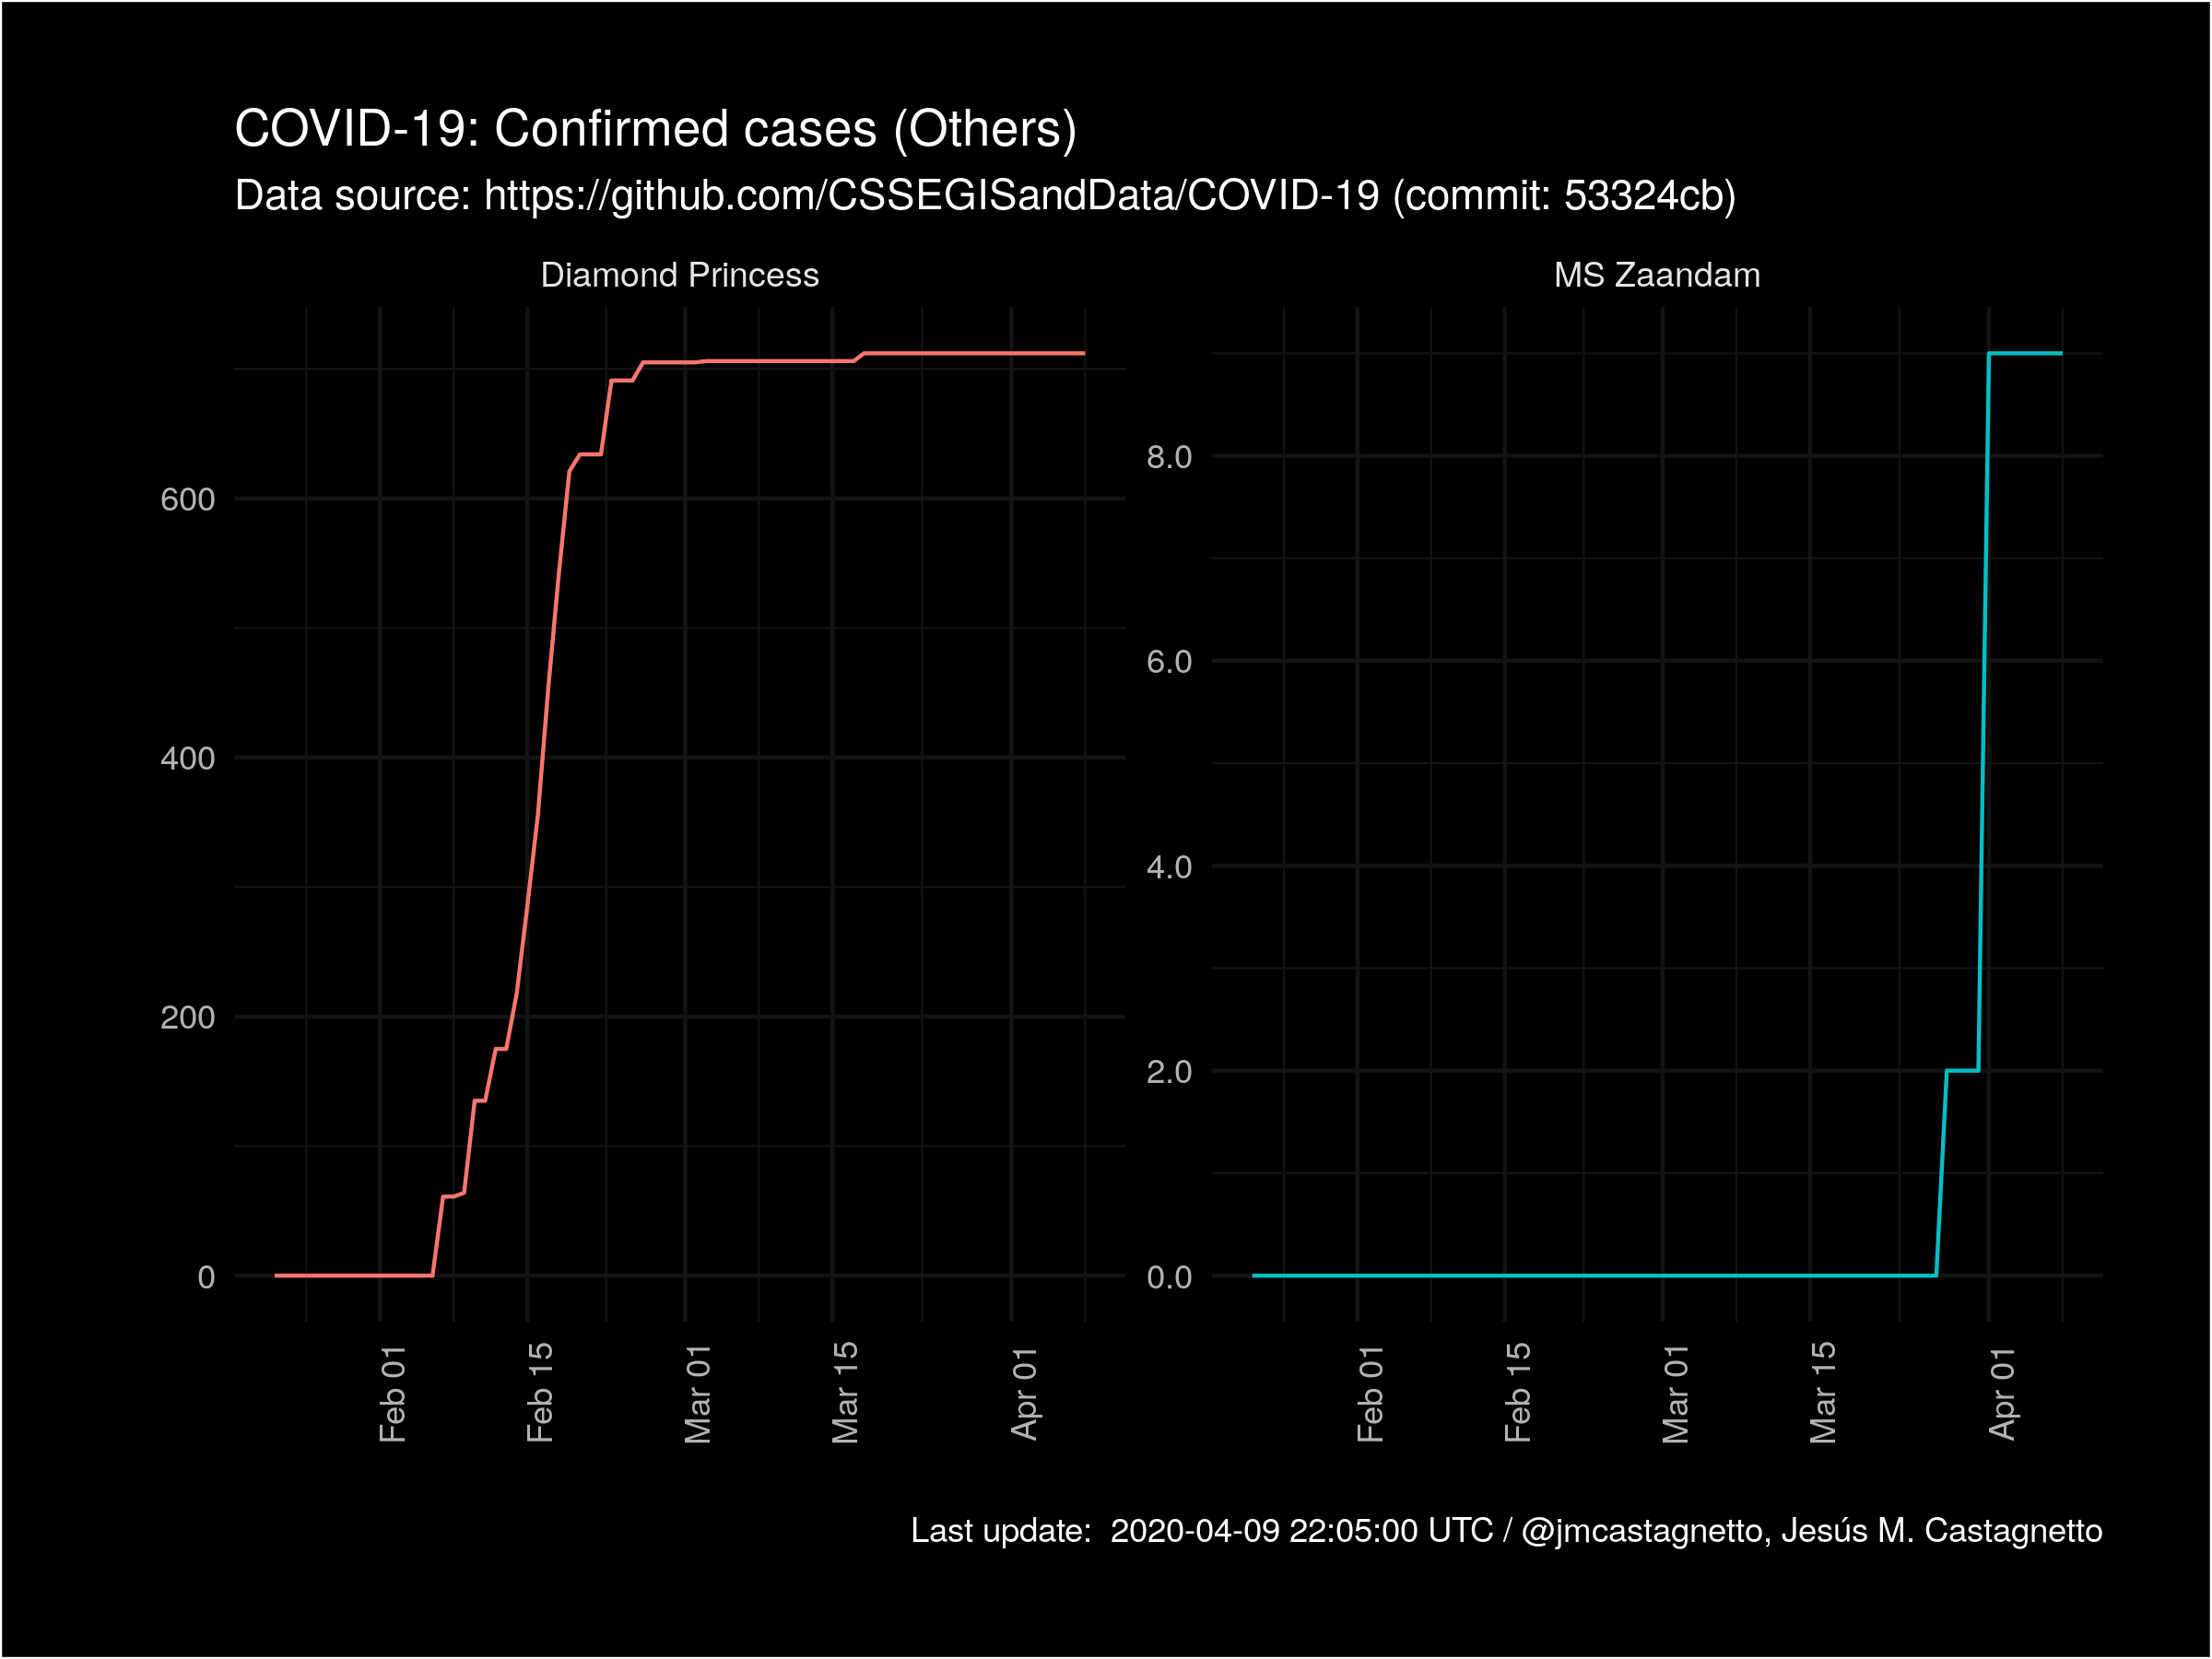 COVID-19: Confirmed cases (Others)
Data source: https://github.com/CSSEGISandData/COVID-19 (commit: 53324cb)
Diamond Princess
600
400
200
0
Feb 01
Feb 15
Mar 01
Mar 15
Apr 01
MS Zaandam
8.0
6.0
4.0
2.0
0.0
Feb 01
Feb 15
Mar 01
Mar 15
Apr 01
Last update:  2020-04-09 22:05:00 UTC / @jmcastagnetto, Jesús M. Castagnetto